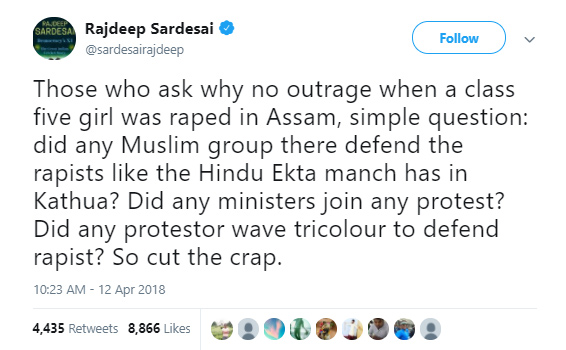 RAJDEEP
SARDESAI
Rajdeep Sardesai
@sardesairajdeep
Follow
Those who ask why no outrage when a class
five girl was raped in Assam, simple question:
did any Muslim group there defend the
rapists like the Hindu Ekta manch has in
Kathua? Did any ministers join any protest?
Did any protestor wave tricolour to defend
rapist? So cut the crap.
10:23 AM - 12 Apr 2018
4,435 Retweets 8,866 Likes